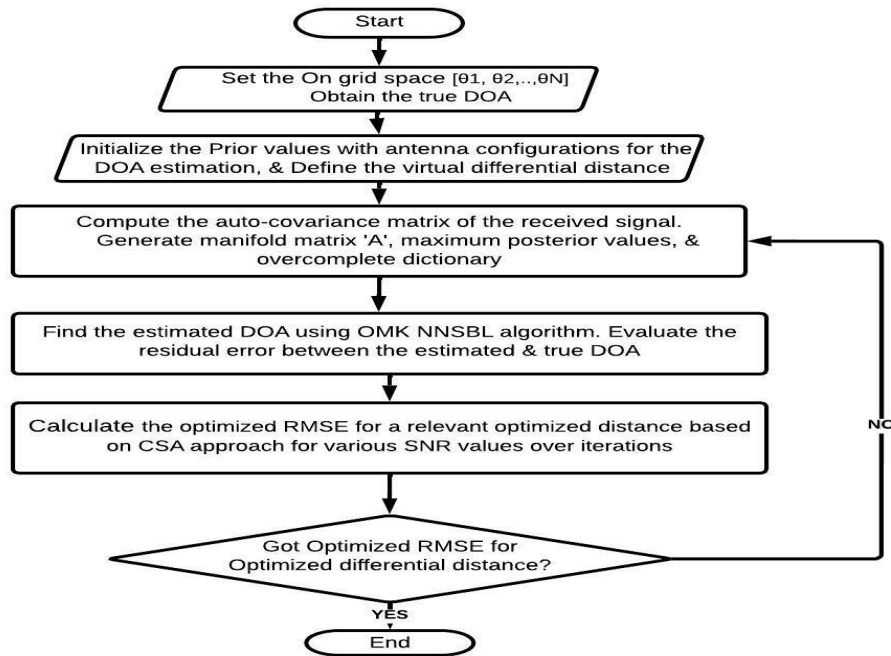 Start
Set the On grid space [θ1, θ2,..,θN]
Obtain the true DOA
Initialize the Prior values with antenna configurations for the
DOA estimation, & Define the virtual differential distance
Compute the auto-covariance matrix of the received signal.
Generate manifold matrix 'A', maximum posterior values, &
overcomplete dictionary
Find the estimated DOA using OMK NNSBL algorithm. Evaluate the
residual error between the estimated & true DOA
Calculate the optimized RMSE for a relevant optimized distance based
on CSA approach for various SNR values over iterations
NO
Got Optimized RMSE for
Optimized differential distance?
YES
End